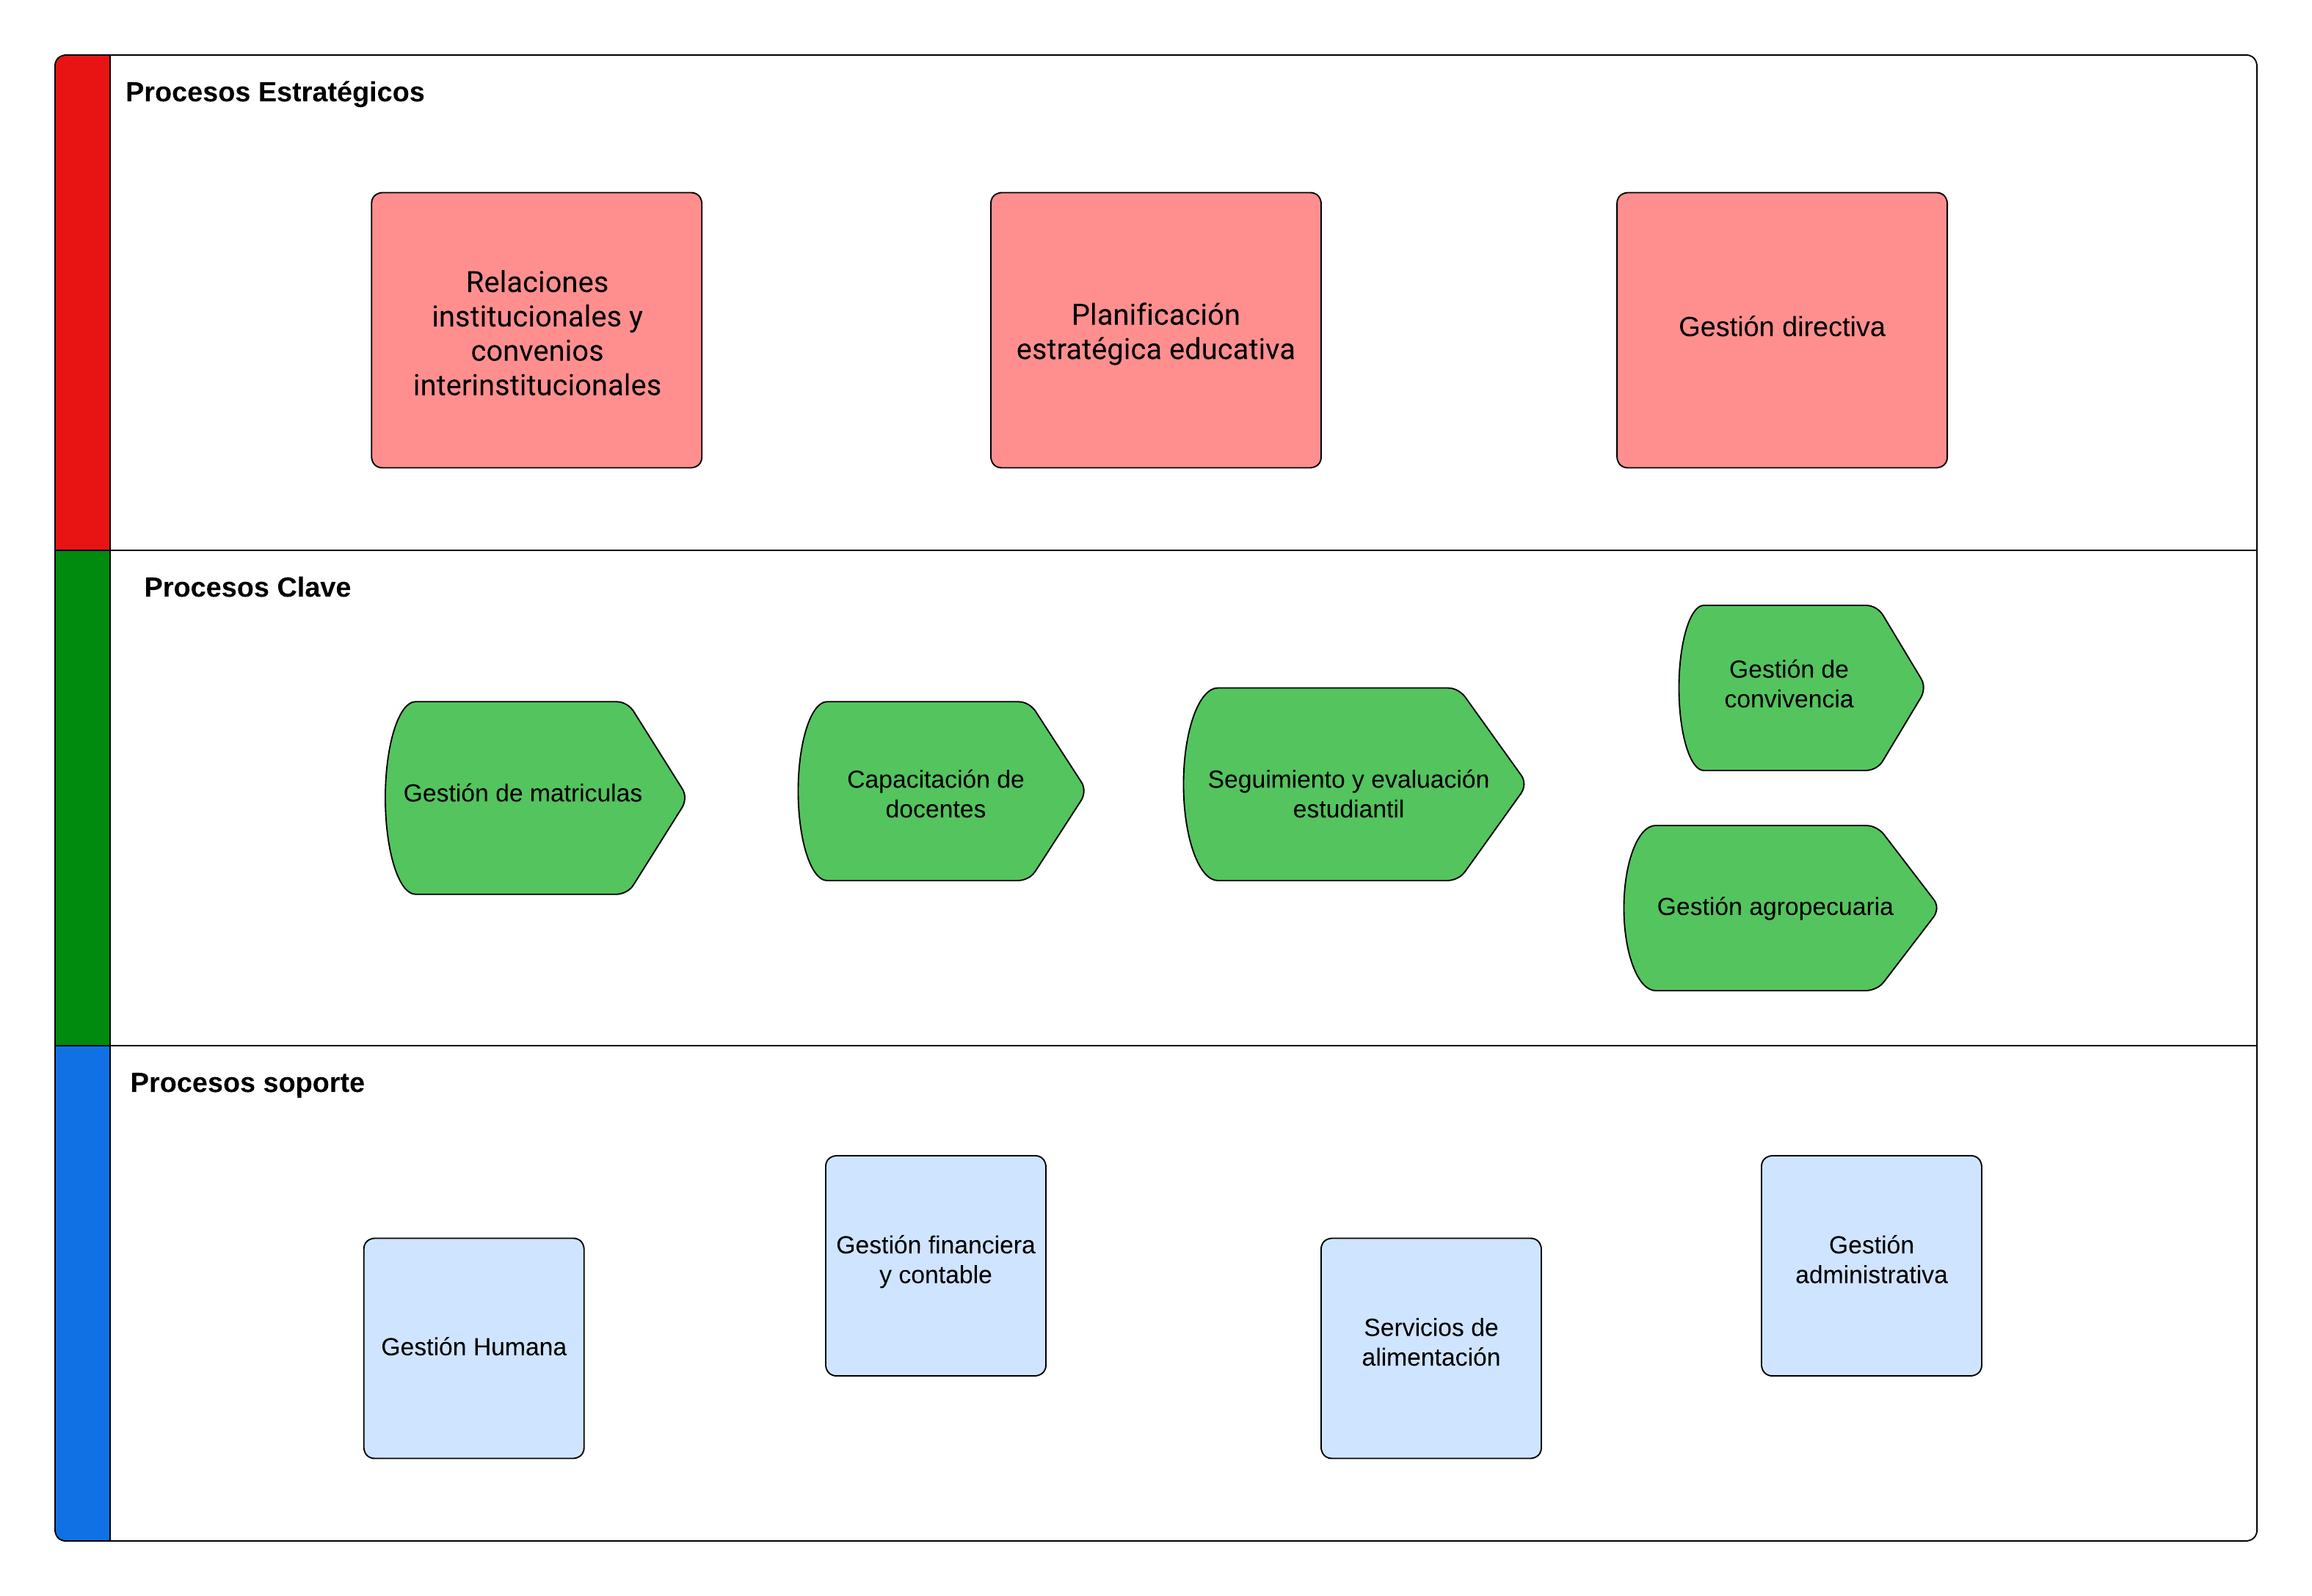 Procesos Estratégicos
Relaciones
institucionales y
convenios
interinstitucionales
Planificación
estratégica educativa
Gestión directiva
Procesos Clave
Gestión de matriculas
Capacitación de
docentes
Seguimiento y evaluación
estudiantil
Gestión de
convivencia
Gestión agropecuaria
Procesos soporte
Gestión Humana
Gestión financiera
y contable
Servicios de
alimentación
Gestión
administrativa